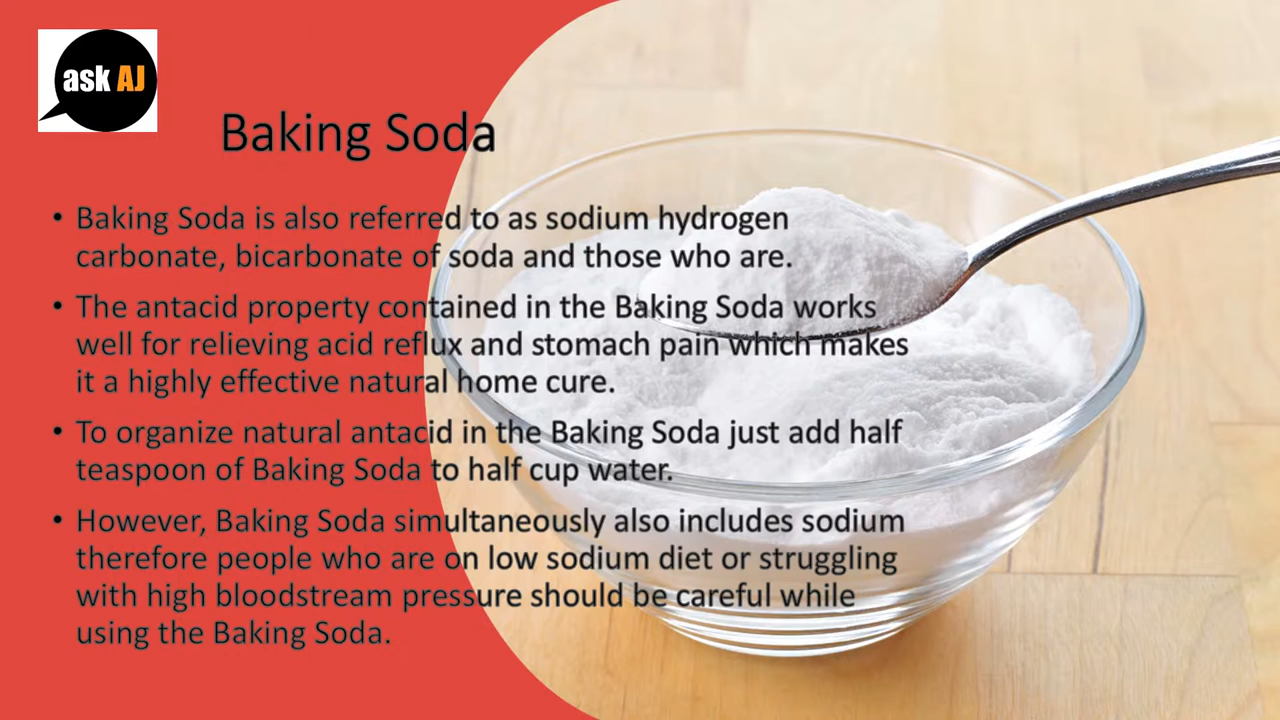 ask AJ
Baking Soda
• Baking Soda is also referred to as sodium hydrogen
carbonate, bicarbonate of soda and those who are.
• The antacid property contained in the Baking Soda works
well for relieving acid reflux and stomach pain which makes
it a highly effective natural home cure.
• To organize natural antacid in the Baking Soda just add half
teaspoon of Baking Soda to half cup water.
• However, Baking Soda simultaneously also includes sodium
therefore people who are on low sodium diet or struggling
with high bloodstream pressure should be careful while
using the Baking Soda.